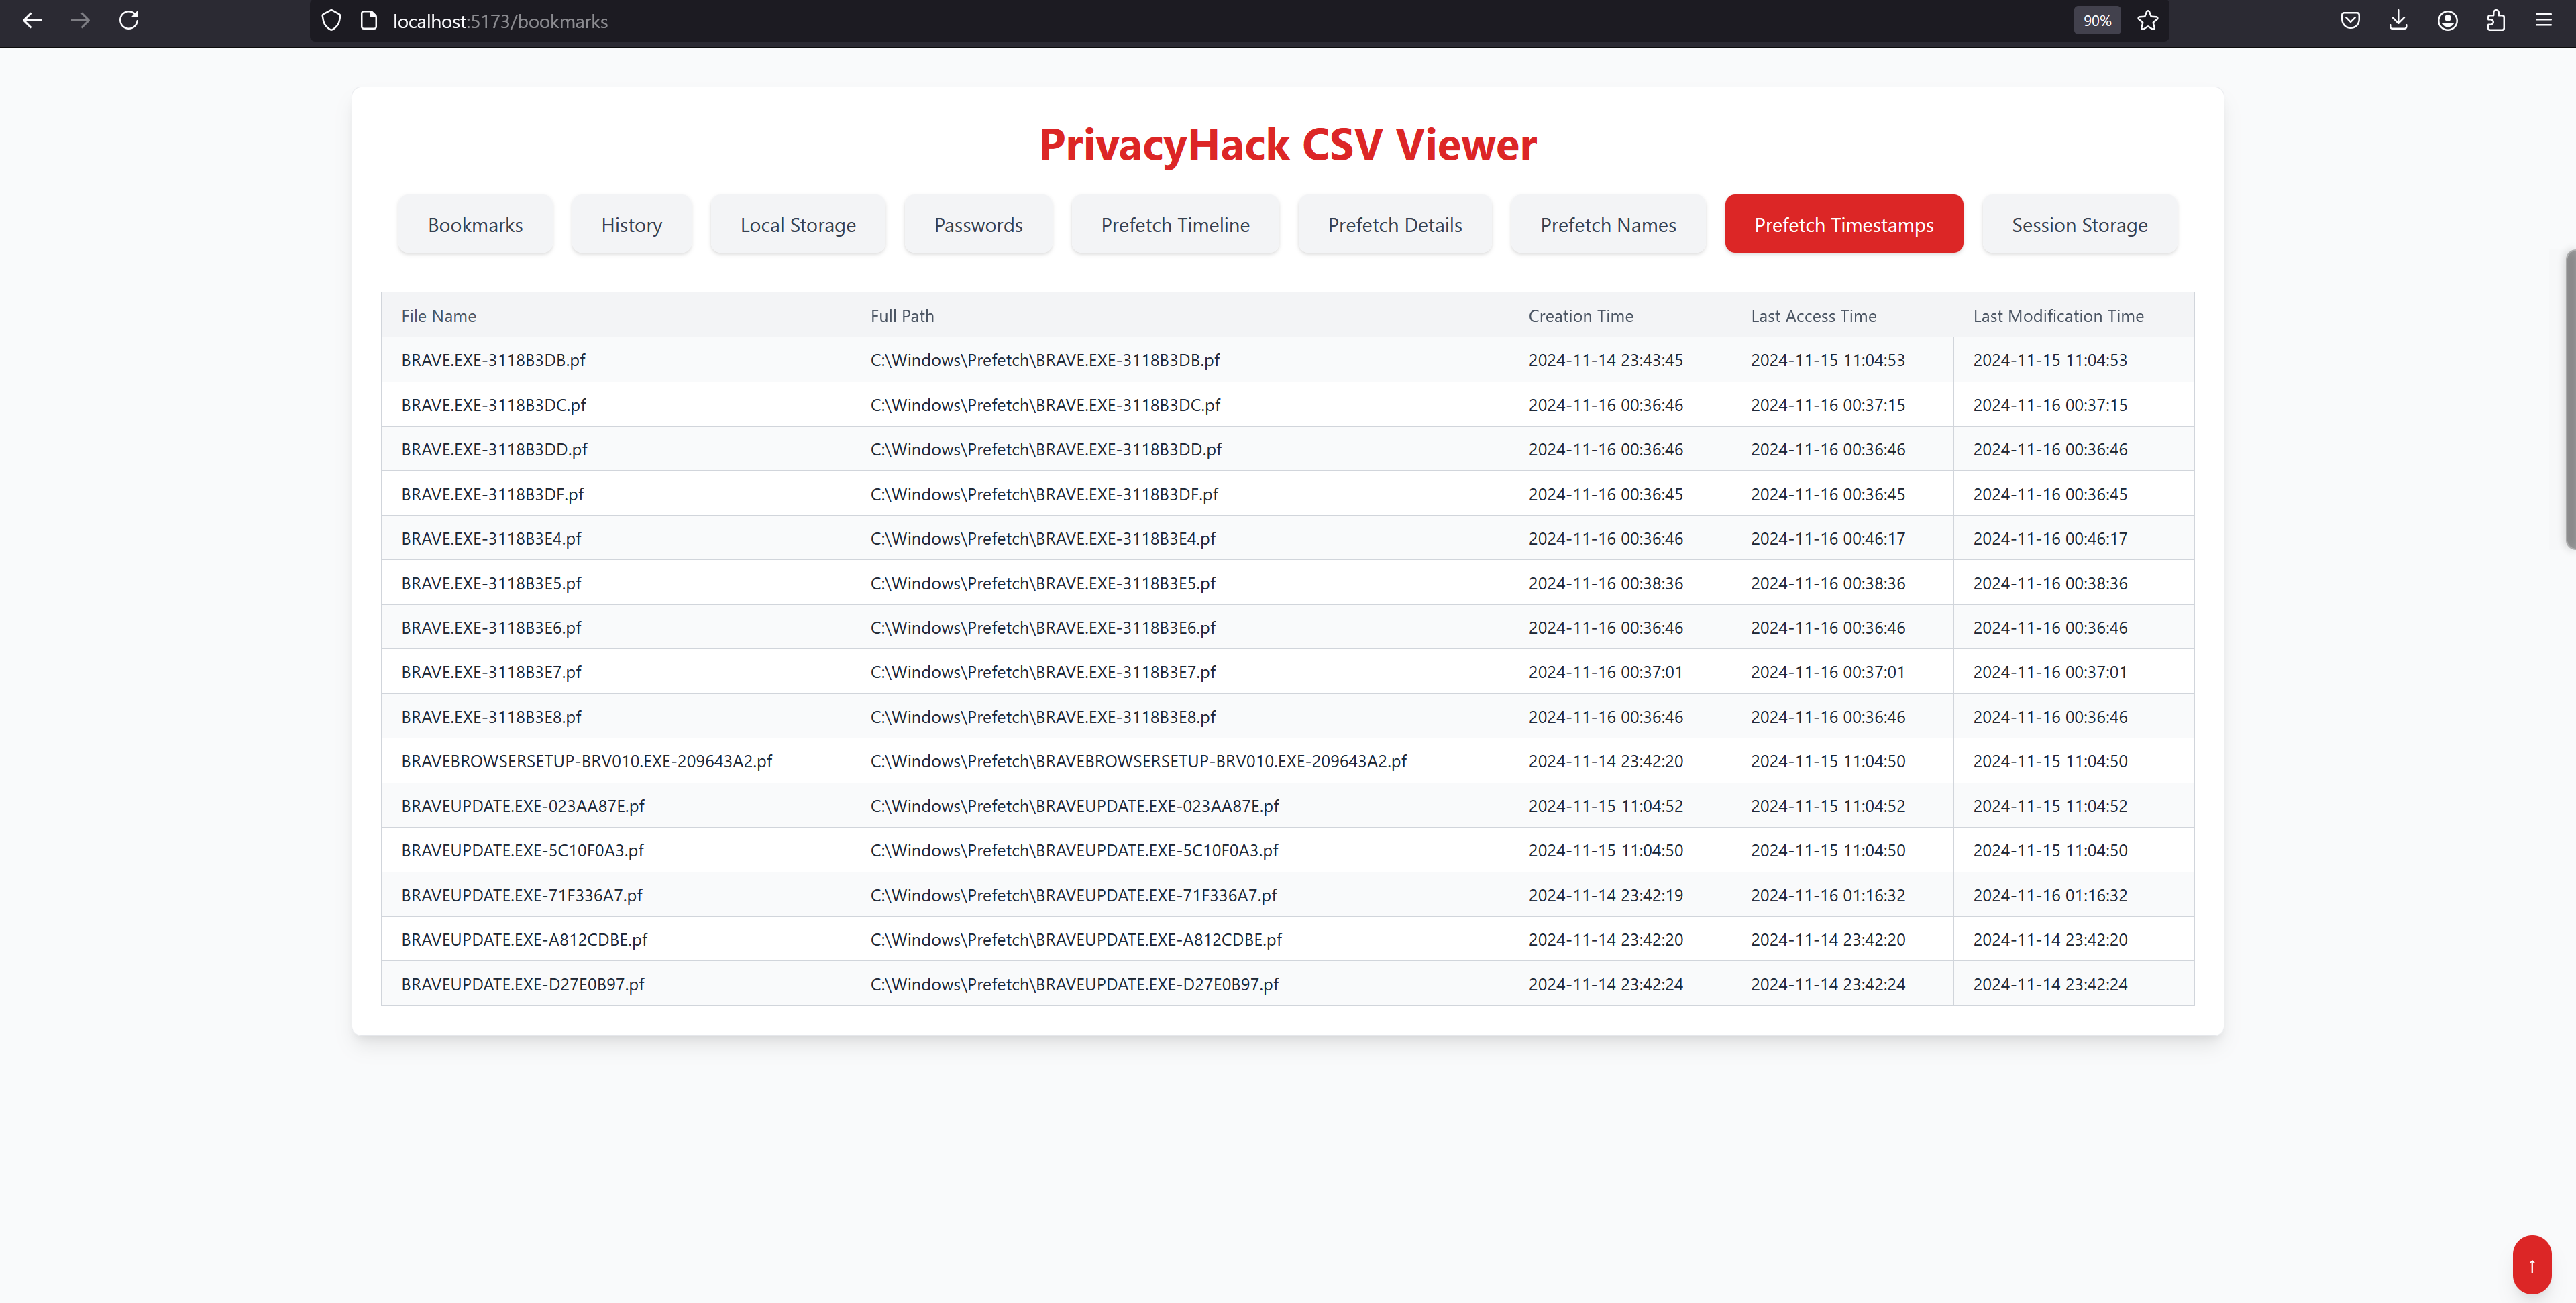 localhost:5173/bookmarks 90%
PrivacyHack CSV Viewer
Bookmarks History Local Storage Passwords Prefetch Timeline Prefetch Details Prefetch Names Prefetch Timestamps Session Storage
File Name Full Path Creation Time Last Access Time Last Modification Time
BRAVE.EXE-3118B3DB.pf C:\Windows\Prefetch\BRAVE.EXE-3118B3DB.pf 2024-11-14 23:43:45 2024-11-15 11:04:53 2024-11-15 11:04:53
BRAVE.EXE-3118B3DC.pf C:\Windows\Prefetch\BRAVE.EXE-3118B3DC.pf 2024-11-16 00:36:46 2024-11-16 00:37:15 2024-11-16 00:37:15
BRAVE.EXE-3118B3DD.pf C:\Windows\Prefetch\BRAVE.EXE-3118B3DD.pf 2024-11-16 00:36:46 2024-11-16 00:36:46 2024-11-16 00:36:46
BRAVE.EXE-3118B3DF.pf C:\Windows\Prefetch\BRAVE.EXE-3118B3DF.pf 2024-11-16 00:36:45 2024-11-16 00:36:45 2024-11-16 00:36:45
BRAVE.EXE-3118B3E4.pf C:\Windows\Prefetch\BRAVE.EXE-3118B3E4.pf 2024-11-16 00:36:46 2024-11-16 00:46:17 2024-11-16 00:46:17
BRAVE.EXE-3118B3E5.pf C:\Windows\Prefetch\BRAVE.EXE-3118B3E5.pf 2024-11-16 00:38:36 2024-11-16 00:38:36 2024-11-16 00:38:36
BRAVE.EXE-3118B3E6.pf C:\Windows\Prefetch\BRAVE.EXE-3118B3E6.pf 2024-11-16 00:36:46 2024-11-16 00:36:46 2024-11-16 00:36:46
BRAVE.EXE-3118B3E7.pf C:\Windows\Prefetch\BRAVE.EXE-3118B3E7.pf 2024-11-16 00:37:01 2024-11-16 00:37:01 2024-11-16 00:37:01
BRAVE.EXE-3118B3E8.pf C:\Windows\Prefetch\BRAVE.EXE-3118B3E8.pf 2024-11-16 00:36:46 2024-11-16 00:36:46 2024-11-16 00:36:46
BRAVEBROWSERSETUP-BRV010.EXE-209643A2.pf C:\Windows\Prefetch\BRAVEBROWSERSETUP-BRV010.EXE-209643A2.pf 2024-11-14 23:42:20 2024-11-15 11:04:50 2024-11-15 11:04:50
BRAVEUPDATE.EXE-023AA87E.pf C:\Windows\Prefetch\BRAVEUPDATE.EXE-023AA87E.pf 2024-11-15 11:04:52 2024-11-15 11:04:52 2024-11-15 11:04:52
BRAVEUPDATE.EXE-5C10F0A3.pf C:\Windows\Prefetch\BRAVEUPDATE.EXE-5C10F0A3.pf 2024-11-15 11:04:50 2024-11-15 11:04:50 2024-11-15 11:04:50
BRAVEUPDATE.EXE-71F336A7.pf C:\Windows\Prefetch\BRAVEUPDATE.EXE-71F336A7.pf 2024-11-14 23:42:19 2024-11-16 01:16:32 2024-11-16 01:16:32
BRAVEUPDATE.EXE-A812CDBE.pf C:\Windows\Prefetch\BRAVEUPDATE.EXE-A812CDBE.pf 2024-11-14 23:42:20 2024-11-14 23:42:20 2024-11-14 23:42:20
BRAVEUPDATE.EXE-D27E0B97.pf C:\Windows\Prefetch\BRAVEUPDATE.EXE-D27E0B97.pf 2024-11-14 23:42:24 2024-11-14 23:42:24 2024-11-14 23:42:24
↑